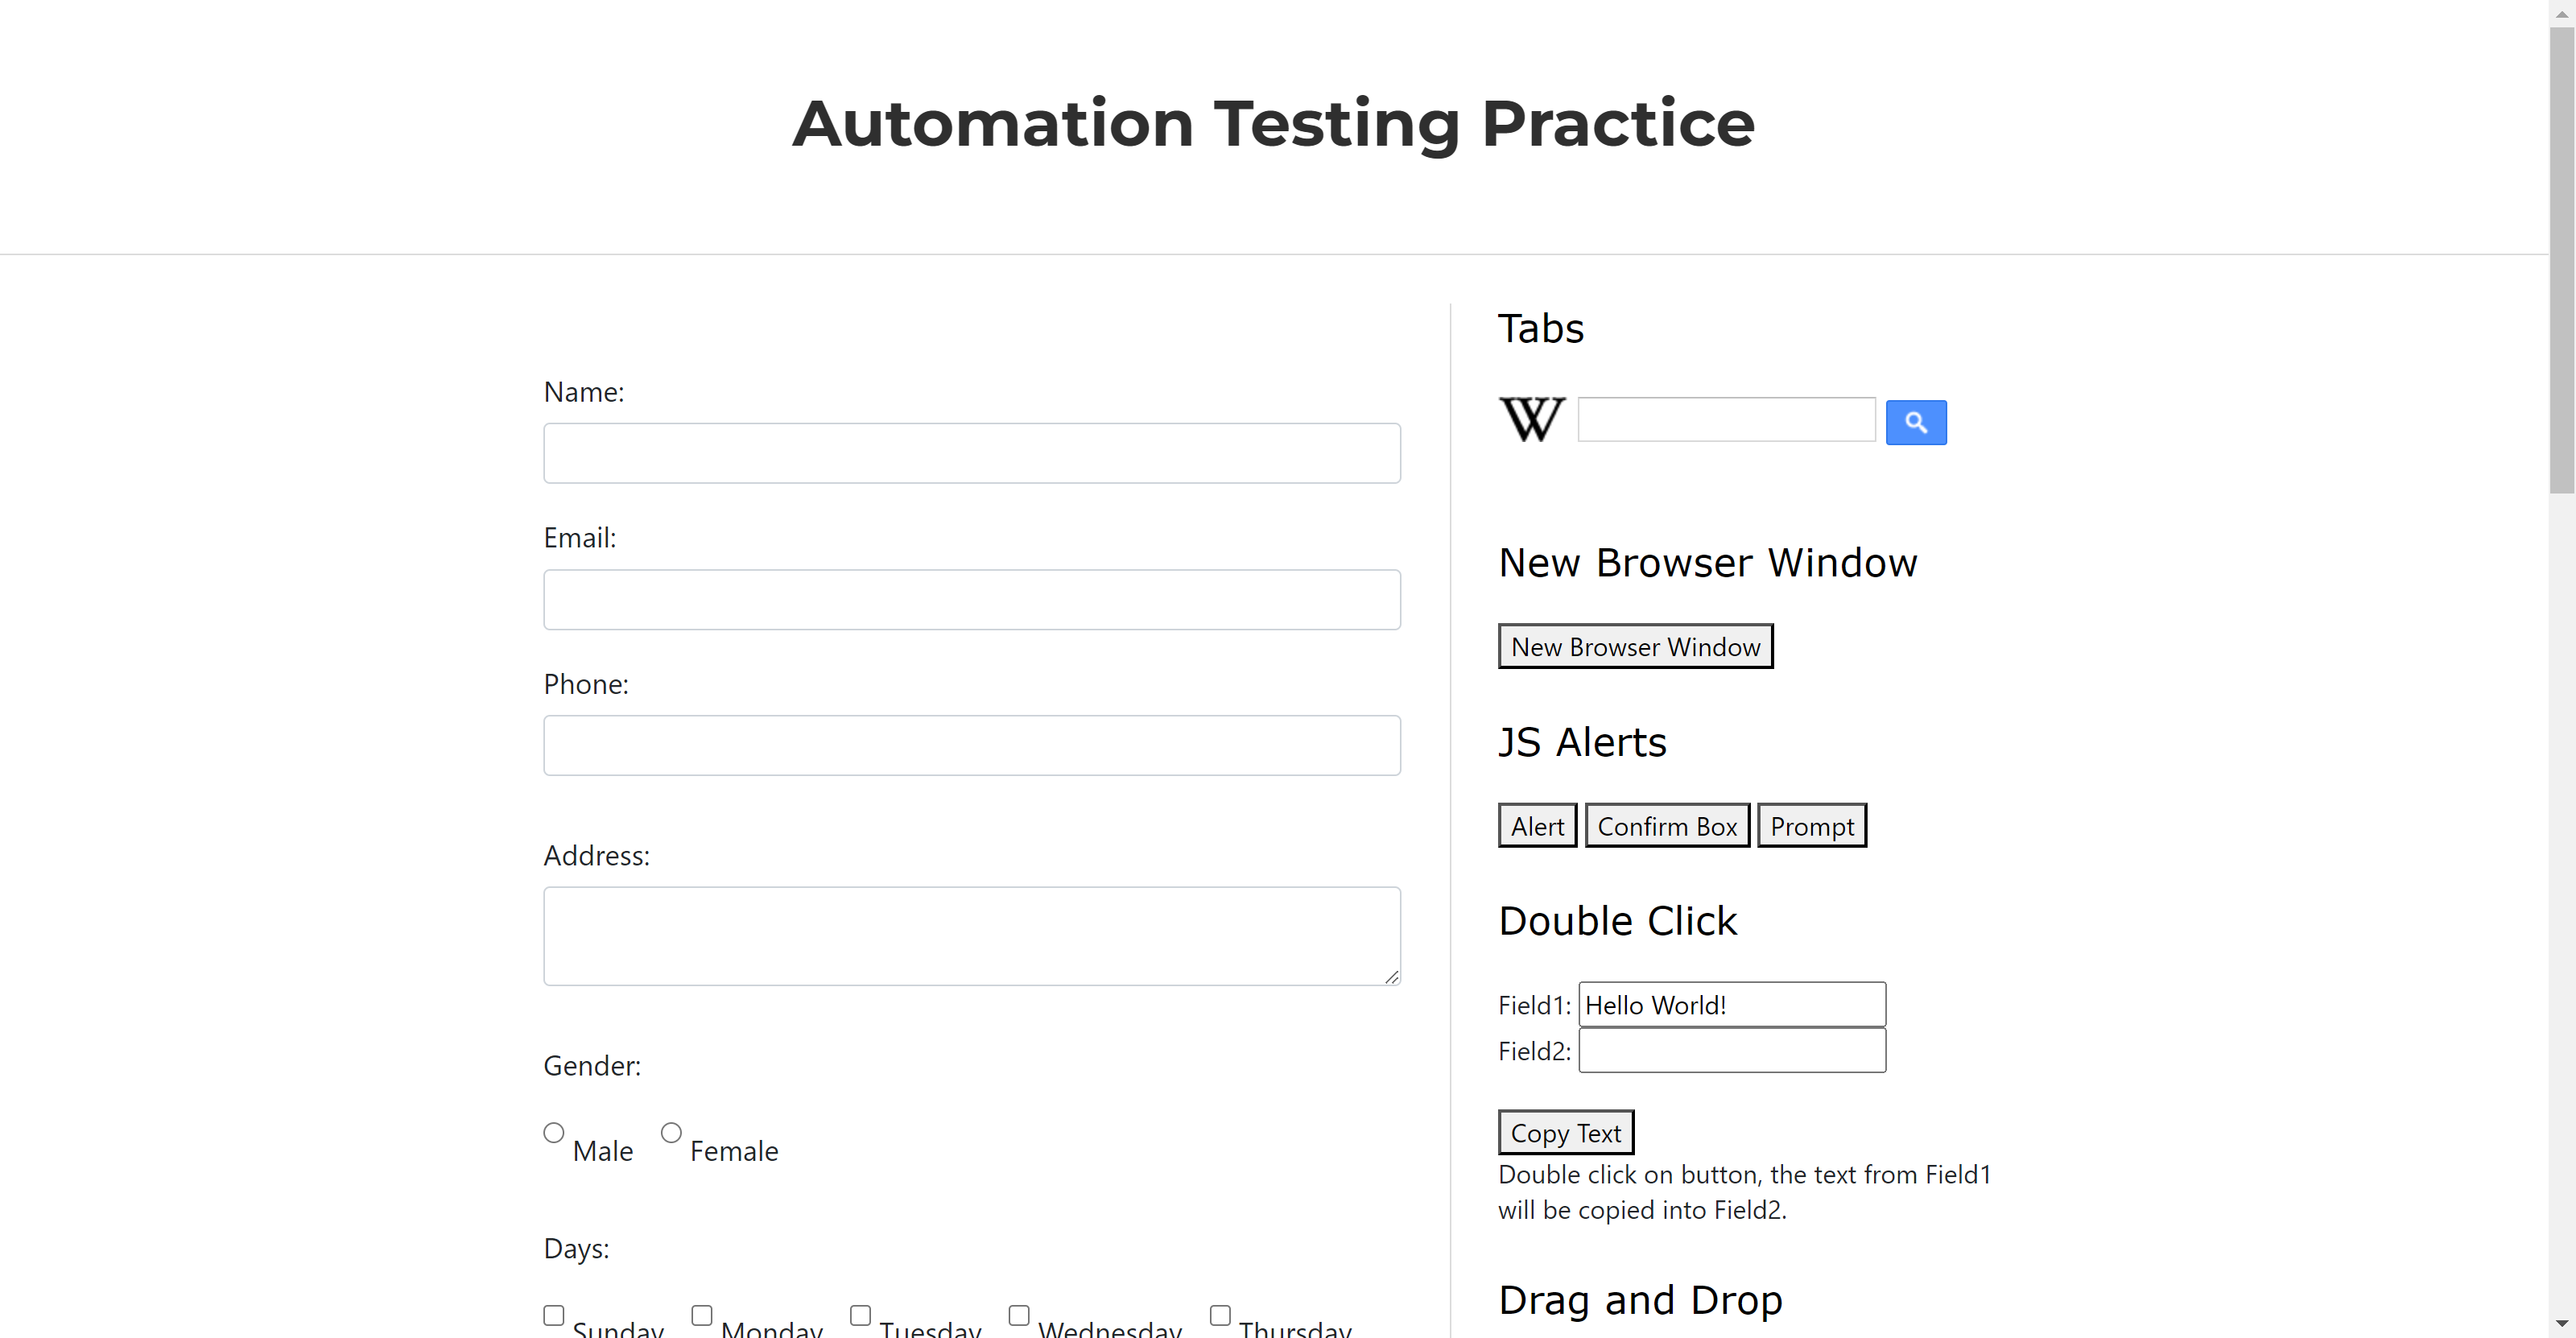 Automation Testing Practice
Name:
Email:
Phone:
Address:
Gender:
Male Female
Days:
Sunday Monday Tuesday Wednesday Thursday
Tabs
W
New Browser Window
New Browser Window
JS Alerts
Alert Confirm Box Prompt
Double Click
Field1: Hello World!
Field2:
Copy Text
Double click on button, the text from Field1
will be copied into Field2.
Drag and Drop